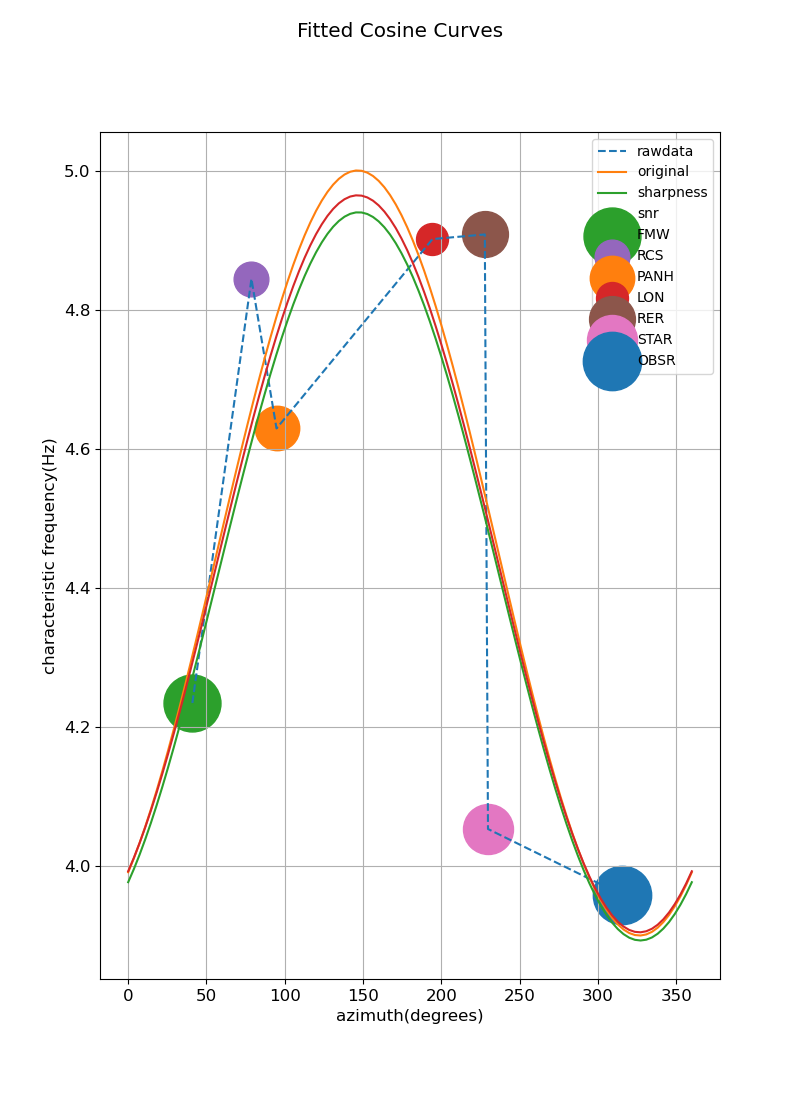 Fitted Cosine Curves
characteristic frequency(Hz)
5.0
4.8
4.6
4.4
4.2
4.0
rawdata
original
sharpness
snr
FMW
RCS
PANH
LON
RER
STAR
OBSR
0 50 100 150 200 250 300 350
azimuth(degrees)